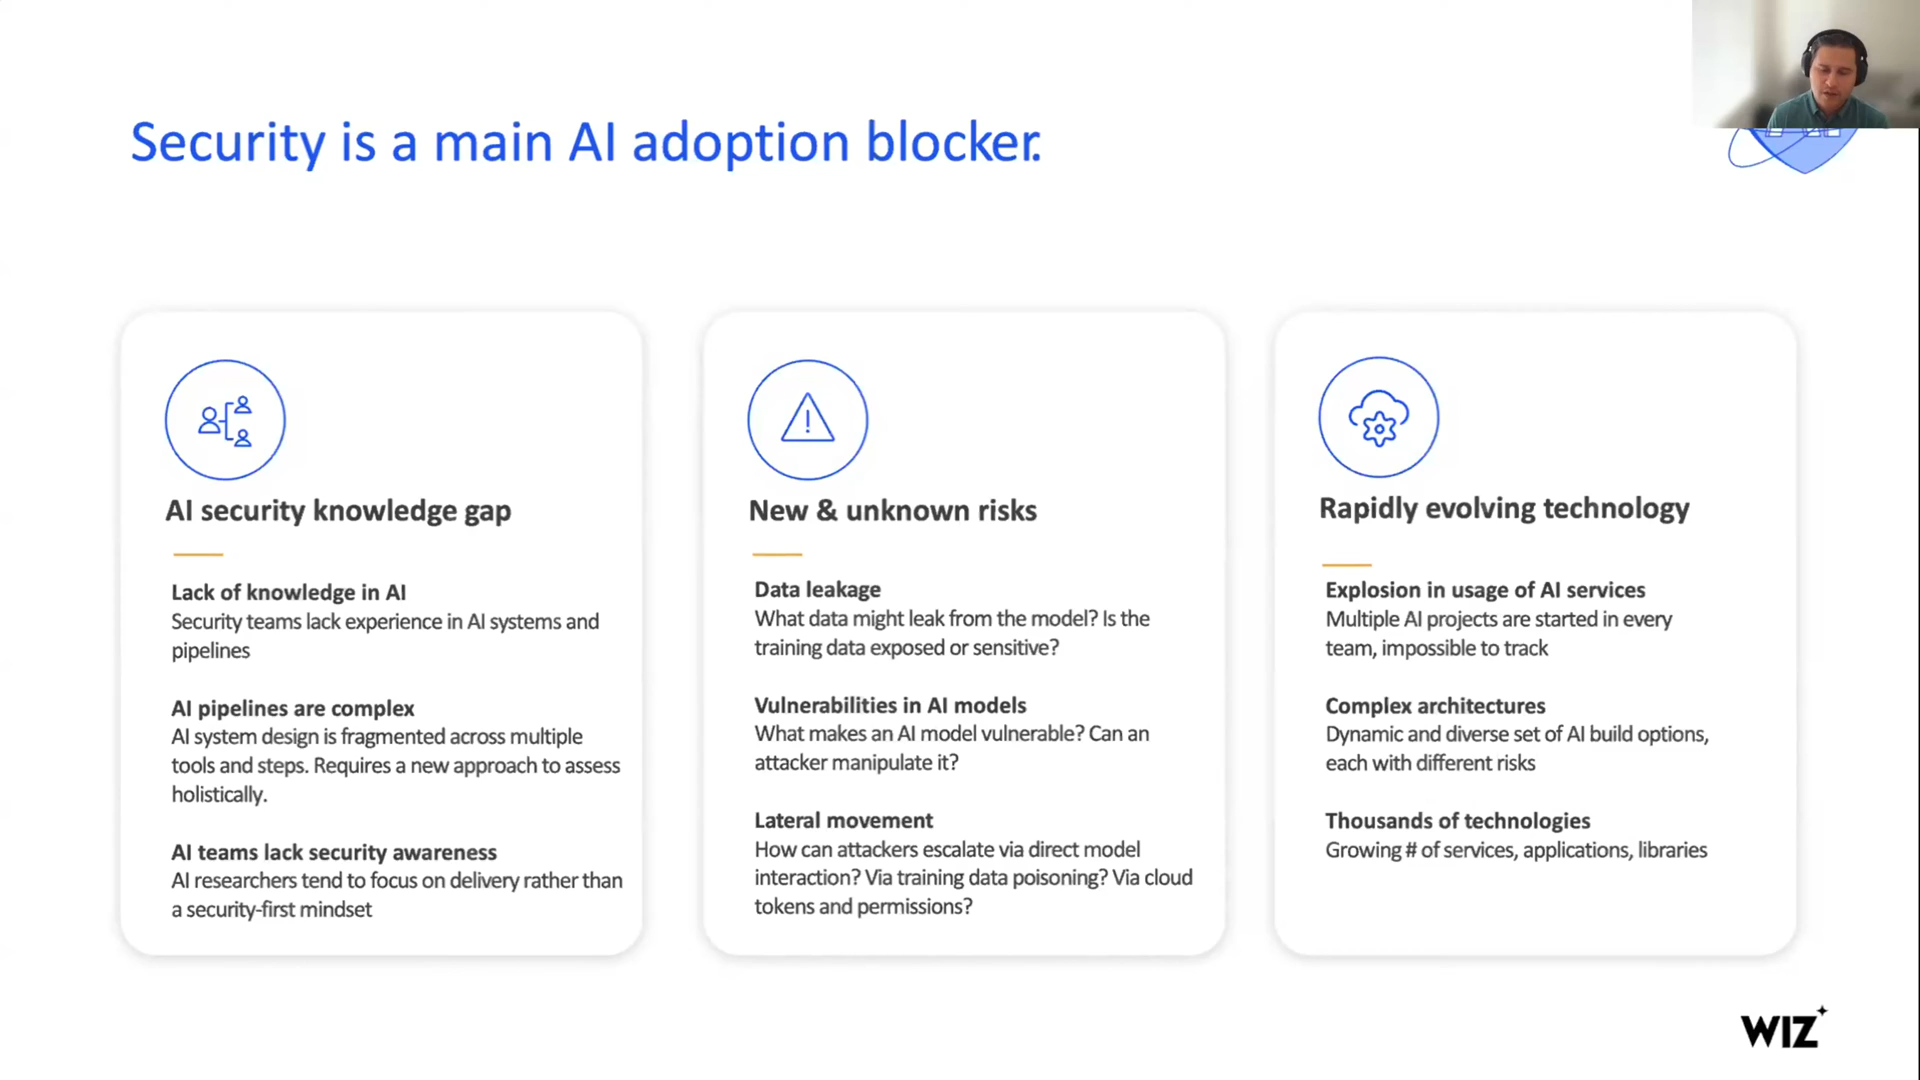 Security is a main AI adoption blocker.
AI security knowledge gap
Lack of knowledge in AI
Security teams lack experience in AI systems and
pipelines
AI pipelines are complex
AI system design is fragmented across multiple
tools and steps. Requires a new approach to assess
holistically.
AI teams lack security awareness
AI researchers tend to focus on delivery rather than
a security-first mindset
New & unknown risks
Data leakage
What data might leak from the model? Is the
training data exposed or sensitive?
Vulnerabilities in AI models
What makes an AI model vulnerable? Can an
attacker manipulate it?
Lateral movement
How can attackers escalate via direct model
interaction? Via training data poisoning? Via cloud
tokens and permissions?
Rapidly evolving technology
Explosion in usage of AI services
Multiple AI projects are started in every
team, impossible to track
Complex architectures
Dynamic and diverse set of AI build options,
each with different risks
Thousands of technologies
Growing # of services, applications, libraries
WIZ